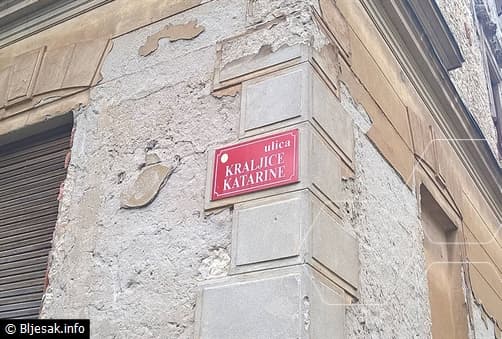 ulica
KRALJICE
KATARINE
© Bljesak.info